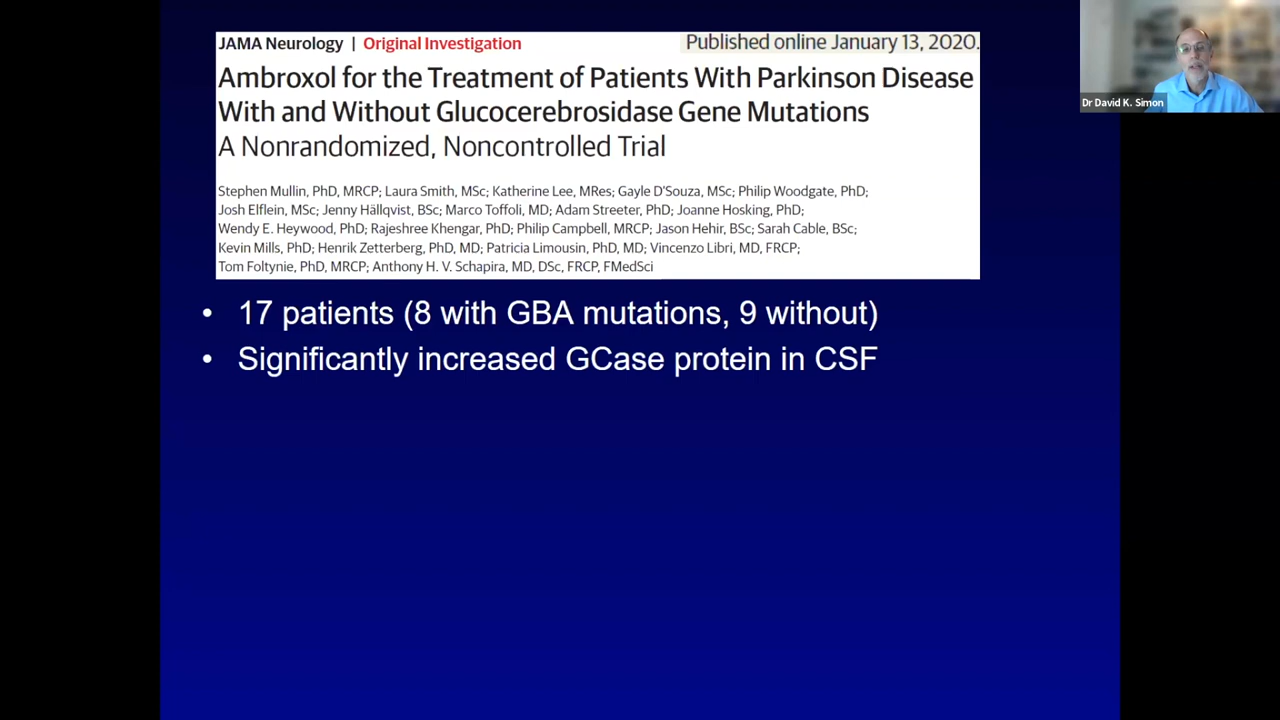 JAMA Neurology | Original Investigation
Published online January 13, 2020.
Ambroxol for the Treatment of Patients With Parkinson Disease
With and Without Glucocerebrosidase Gene Mutations
A Nonrandomized, Noncontrolled Trial
Stephen Mullin, PhD, MRCP; Laura Smith, MSc; Katherine Lee, MRes; Gayle D'Souza, MSc; Philip Woodgate, PhD;
Josh Elflein, MSc; Jenny Hällqvist, BSc; Marco Toffoli, MD; Adam Streeter, PhD; Joanne Hosking, PhD;
Wendy E. Heywood, PhD; Rajeshree Khengar, PhD; Philip Campbell, MRCP; Jason Hehir, BSc; Sarah Cable, BSc;
Kevin Mills, PhD; Henrik Zetterberg, PhD, MD; Patricia Limousin, PhD, MD; Vincenzo Libri, MD, FRCP;
Tom Foltynie, PhD, MRCP; Anthony H. V. Schapira, MD, DSc, FRCP, FMedSci
• 17 patients (8 with GBA mutations, 9 without)
• Significantly increased GCase protein in CSF
Dr David K. Simon